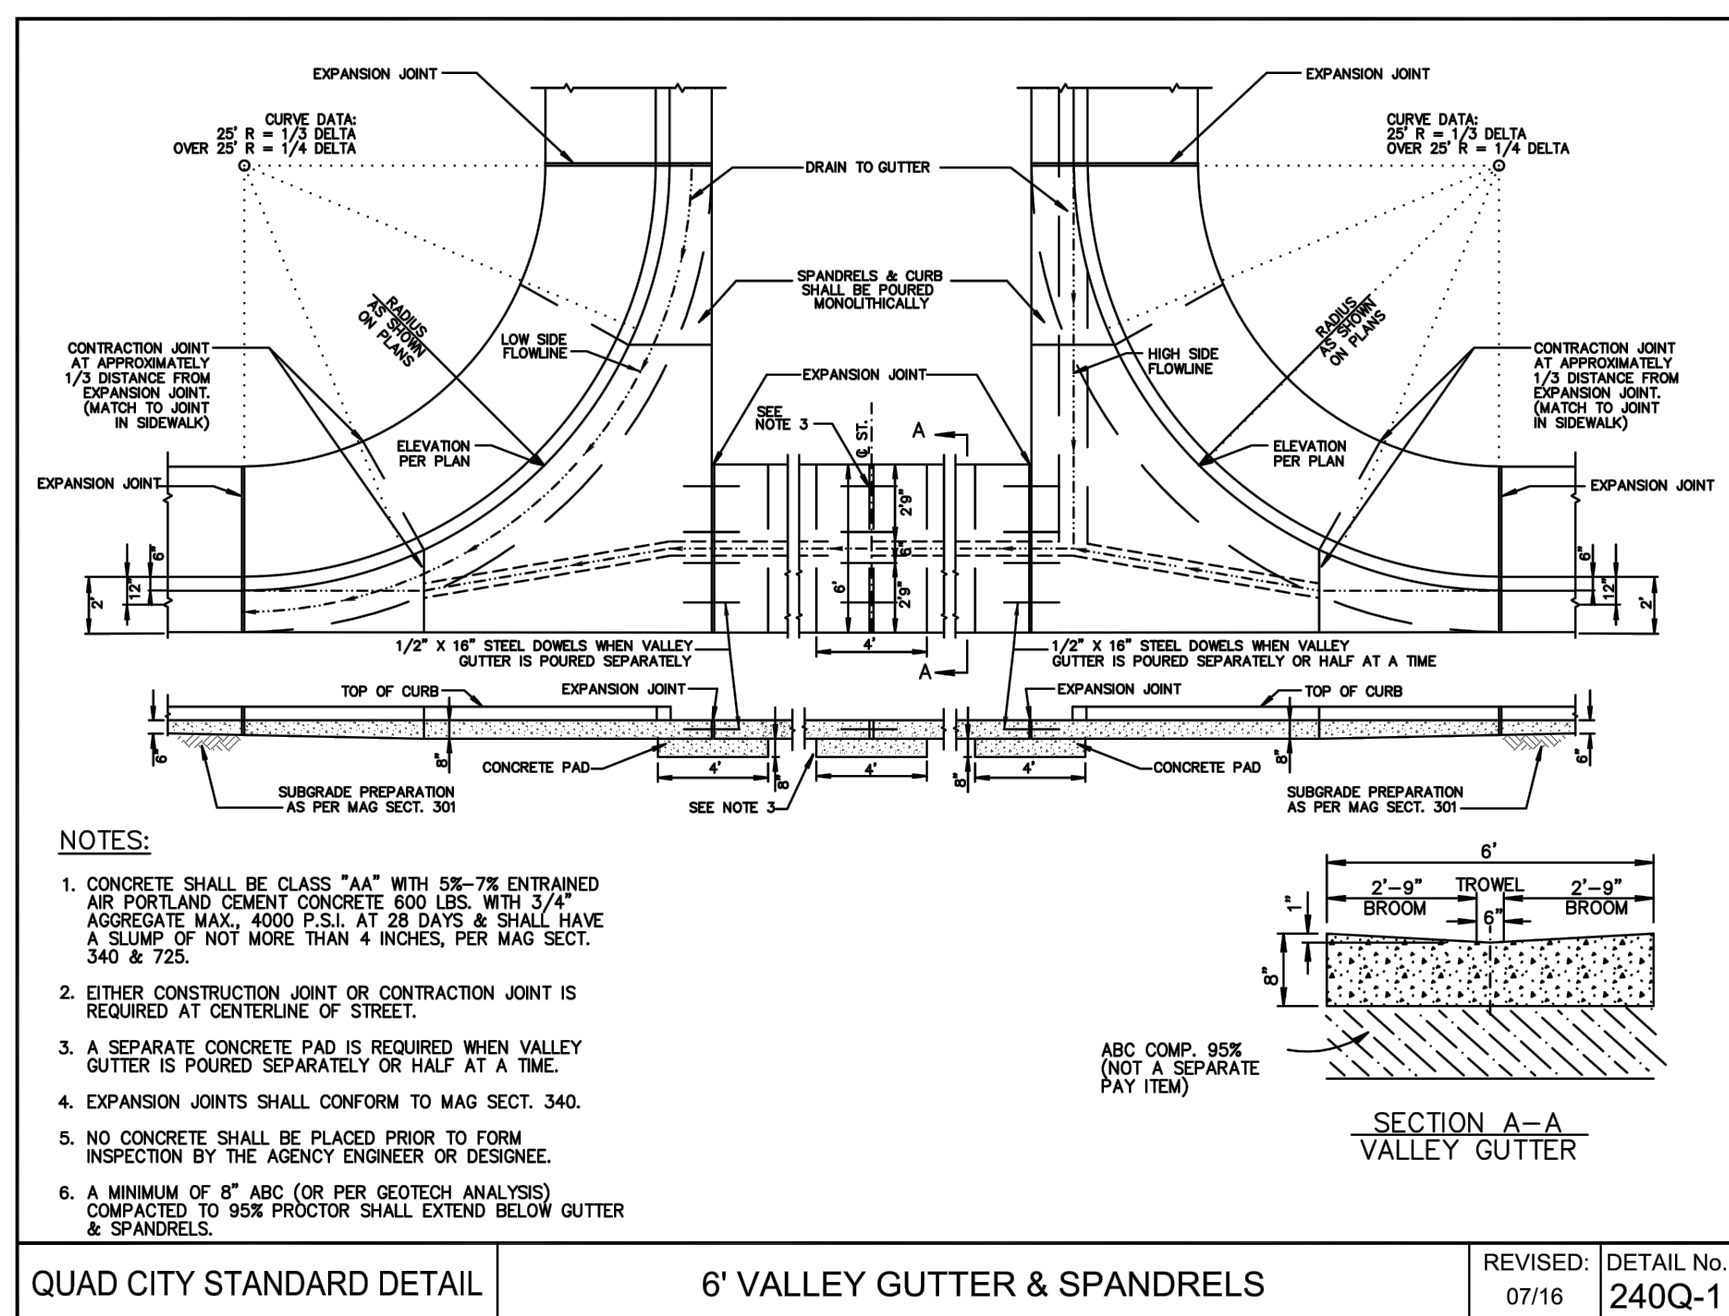 EXPANSION JOINT
EXPANSION JOINT
CURVE DATA:
25' R = 1/3 DELTA
OVER 25' R = 1/4 DELTA
CURVE DATA:
25' R = 1/3 DELTA
OVER 25' R = 1/4 DELTA
DRAIN TO GUTTER
SPANDRELS & CURB
SHALL BE POURED
MONOLITHICALLY
RADIUS
AS SHOWN
ON PLANS
RADIUS
AS SHOWN
ON PLANS
LOW SIDE
FLOWLINE
HIGH SIDE
FLOWLINE
CONTRACTION JOINT
AT APPROXIMATELY
1/3 DISTANCE FROM
EXPANSION JOINT.
(MATCH TO JOINT
IN SIDEWALK)
EXPANSION JOINT
CONTRACTION JOINT
AT APPROXIMATELY
1/3 DISTANCE FROM
EXPANSION JOINT.
(MATCH TO JOINT
IN SIDEWALK)
SEE
NOTE 3
℄ ST.
A
ELEVATION
PER PLAN
ELEVATION
PER PLAN
EXPANSION JOINT
EXPANSION JOINT
2'9"
6"
2'9"
6'
4'
A
6"
12"
2'
6"
12"
2'
1/2" X 16" STEEL DOWELS WHEN VALLEY
GUTTER IS POURED SEPARATELY
1/2" X 16" STEEL DOWELS WHEN VALLEY
GUTTER IS POURED SEPARATELY OR HALF AT A TIME
TOP OF CURB
EXPANSION JOINT
EXPANSION JOINT
TOP OF CURB
6"
8"
CONCRETE PAD
4'
8"
4'
8"
4'
CONCRETE PAD
8"
6"
SUBGRADE PREPARATION
AS PER MAG SECT. 301
SEE NOTE 3
SUBGRADE PREPARATION
AS PER MAG SECT. 301
NOTES:
1. CONCRETE SHALL BE CLASS "AA" WITH 5%-7% ENTRAINED
AIR PORTLAND CEMENT CONCRETE 600 LBS. WITH 3/4"
AGGREGATE MAX., 4000 P.S.I. AT 28 DAYS & SHALL HAVE
A SLUMP OF NOT MORE THAN 4 INCHES, PER MAG SECT.
340 & 725.
2. EITHER CONSTRUCTION JOINT OR CONTRACTION JOINT IS
REQUIRED AT CENTERLINE OF STREET.
3. A SEPARATE CONCRETE PAD IS REQUIRED WHEN VALLEY
GUTTER IS POURED SEPARATELY OR HALF AT A TIME.
4. EXPANSION JOINTS SHALL CONFORM TO MAG SECT. 340.
5. NO CONCRETE SHALL BE PLACED PRIOR TO FORM
INSPECTION BY THE AGENCY ENGINEER OR DESIGNEE.
6. A MINIMUM OF 8" ABC (OR PER GEOTECH ANALYSIS)
COMPACTED TO 95% PROCTOR SHALL EXTEND BELOW GUTTER
& SPANDRELS.
6'
2'-9"
BROOM
TROWEL
6"
2'-9"
BROOM
1"
8"
ABC COMP. 95%
(NOT A SEPARATE
PAY ITEM)
SECTION A-A
VALLEY GUTTER
QUAD CITY STANDARD DETAIL
6' VALLEY GUTTER & SPANDRELS
REVISED:
07/16
DETAIL No.
240Q-1